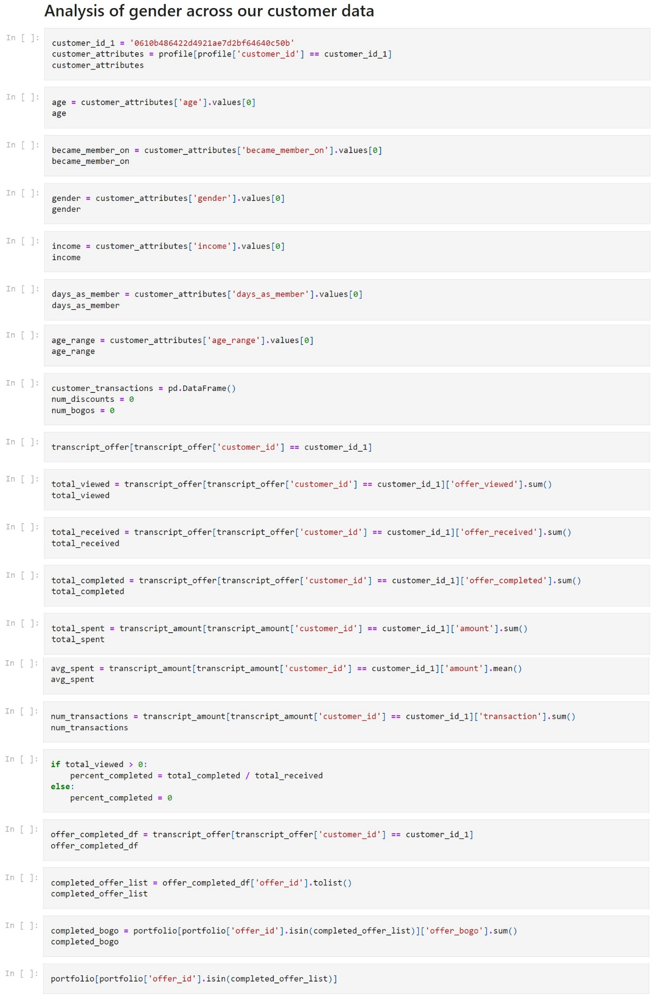 Analysis of gender across our customer data
In [ ]:
customer_id_1 = '0610b486422d4921ae7d2bf64640c50b'
customer_attributes = profile[profile['customer_id'] == customer_id_1]
customer_attributes
In [ ]:
age = customer_attributes['age'].values[0]
age
In [ ]:
became_member_on = customer_attributes['became_member_on'].values[0]
became_member_on
In [ ]:
gender = customer_attributes['gender'].values[0]
gender
In [ ]:
income = customer_attributes['income'].values[0]
income
In [ ]:
days_as_member = customer_attributes['days_as_member'].values[0]
days_as_member
In [ ]:
age_range = customer_attributes['age_range'].values[0]
age_range
In [ ]:
customer_transactions = pd.DataFrame()
num_discounts = 0
num_bogos = 0
In [ ]:
transcript_offer[transcript_offer['customer_id'] == customer_id_1]
In [ ]:
total_viewed = transcript_offer[transcript_offer['customer_id'] == customer_id_1]['offer_viewed'].sum()
total_viewed
In [ ]:
total_received = transcript_offer[transcript_offer['customer_id'] == customer_id_1]['offer_received'].sum()
total_received
In [ ]:
total_completed = transcript_offer[transcript_offer['customer_id'] == customer_id_1]['offer_completed'].sum()
total_completed
In [ ]:
total_spent = transcript_amount[transcript_amount['customer_id'] == customer_id_1]['amount'].sum()
total_spent
In [ ]:
avg_spent = transcript_amount[transcript_amount['customer_id'] == customer_id_1]['amount'].mean()
avg_spent
In [ ]:
num_transactions = transcript_amount[transcript_amount['customer_id'] == customer_id_1]['transaction'].sum()
num_transactions
In [ ]:
if total_viewed > 0:
    percent_completed = total_completed / total_received
else:
    percent_completed = 0
In [ ]:
offer_completed_df = transcript_offer[transcript_offer['customer_id'] == customer_id_1]
offer_completed_df
In [ ]:
completed_offer_list = offer_completed_df['offer_id'].tolist()
completed_offer_list
In [ ]:
completed_bogo = portfolio[portfolio['offer_id'].isin(completed_offer_list)]['offer_bogo'].sum()
completed_bogo
In [ ]:
portfolio[portfolio['offer_id'].isin(completed_offer_list)]